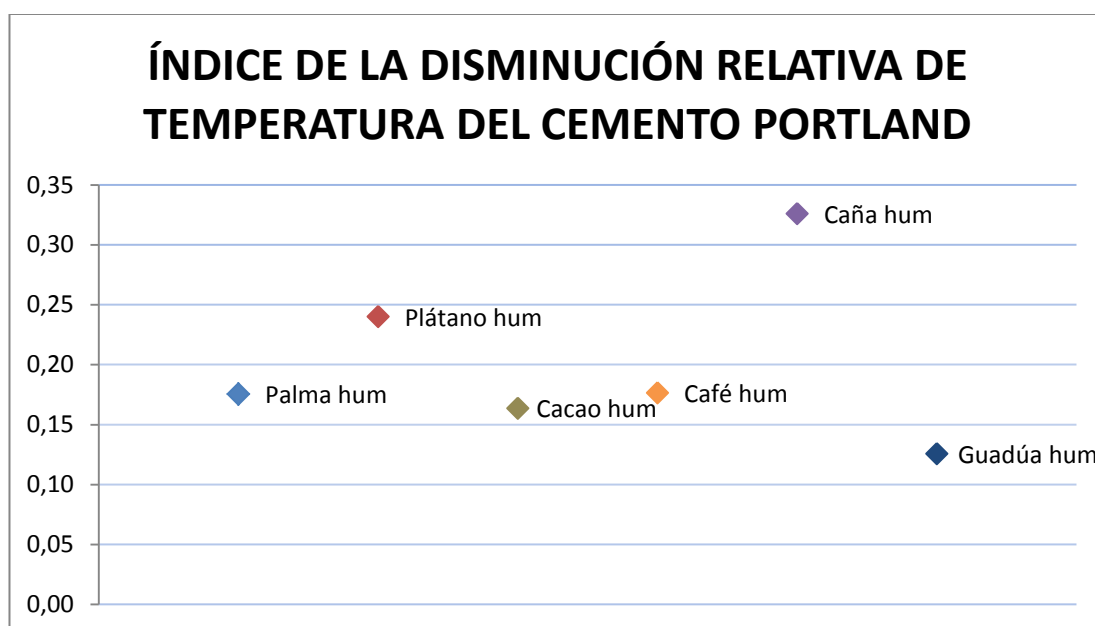 ÍNDICE DE LA DISMINUCIÓN RELATIVA DE
TEMPERATURA DEL CEMENTO PORTLAND
0,35
0,30
0,25
0,20
0,15
0,10
0,05
0,00
Caña hum
Plátano hum
Palma hum
Cacao hum
Café hum
Guadúa hum